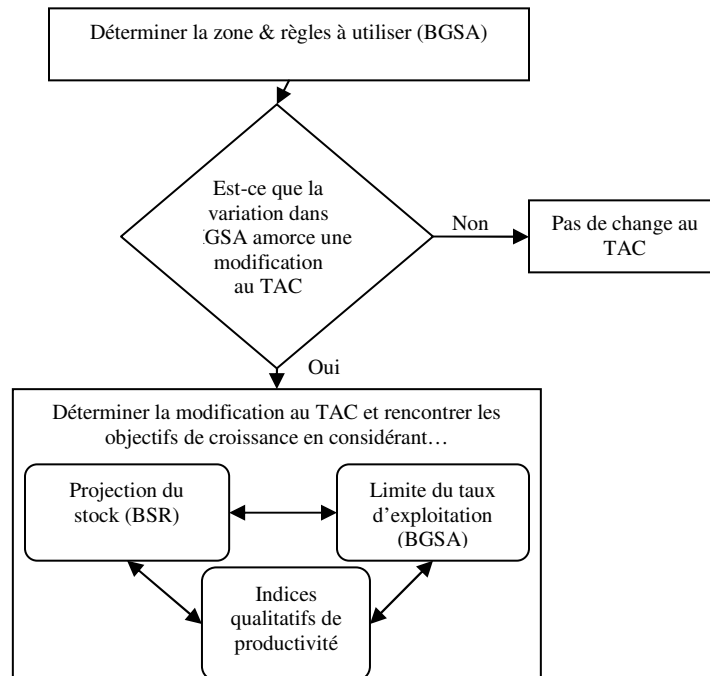 Déterminer la zone & règles à utiliser (BGSA)
Est-ce que la
variation dans
GSA amorce une
modification
au TAC
Non
Pas de change au
TAC
Oui
Déterminer la modification au TAC et rencontrer les
objectifs de croissance en considérant…
Projection du
stock (BSR)
Limite du taux
d’exploitation
(BGSA)
Indices
qualitatifs de
productivité